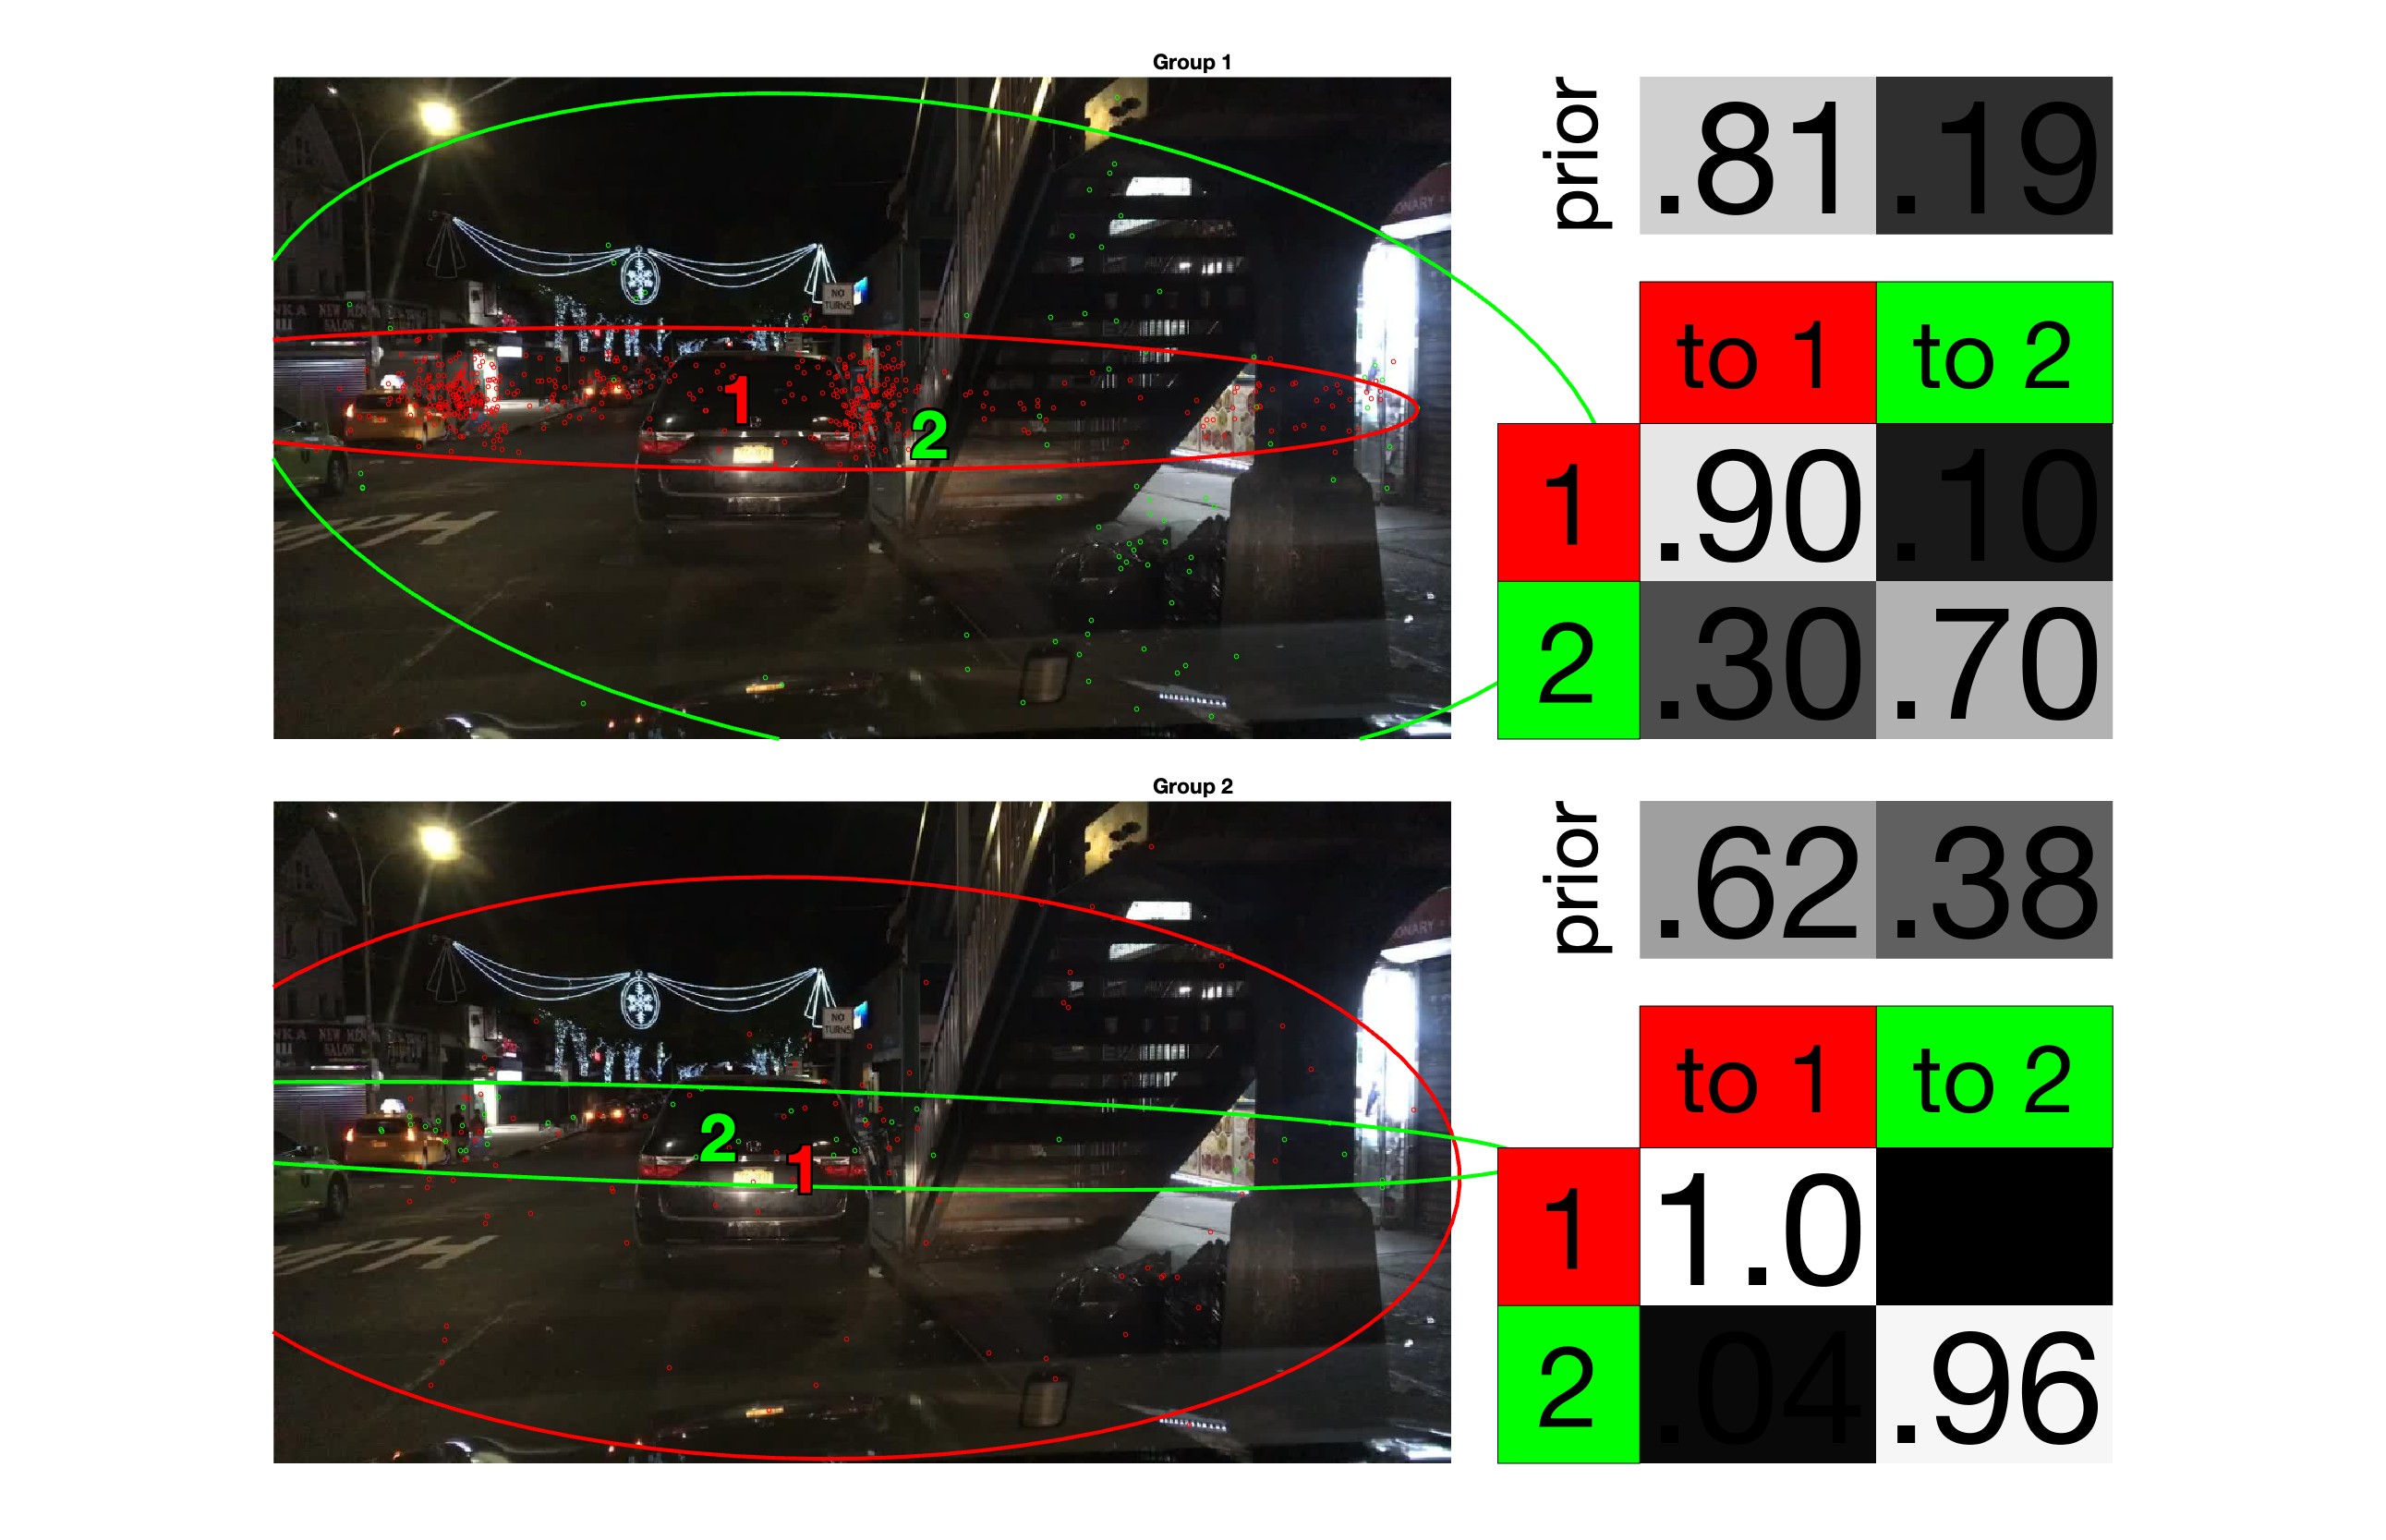 Group 1
NO
TURNS
1
2
MPH
prior
.81 .19
to 1 to 2
1 .90 .10
2 .30 .70
Group 2
NO
TURNS
2
1
MPH
prior
.62 .38
to 1 to 2
1 1.0
2 .04 .96